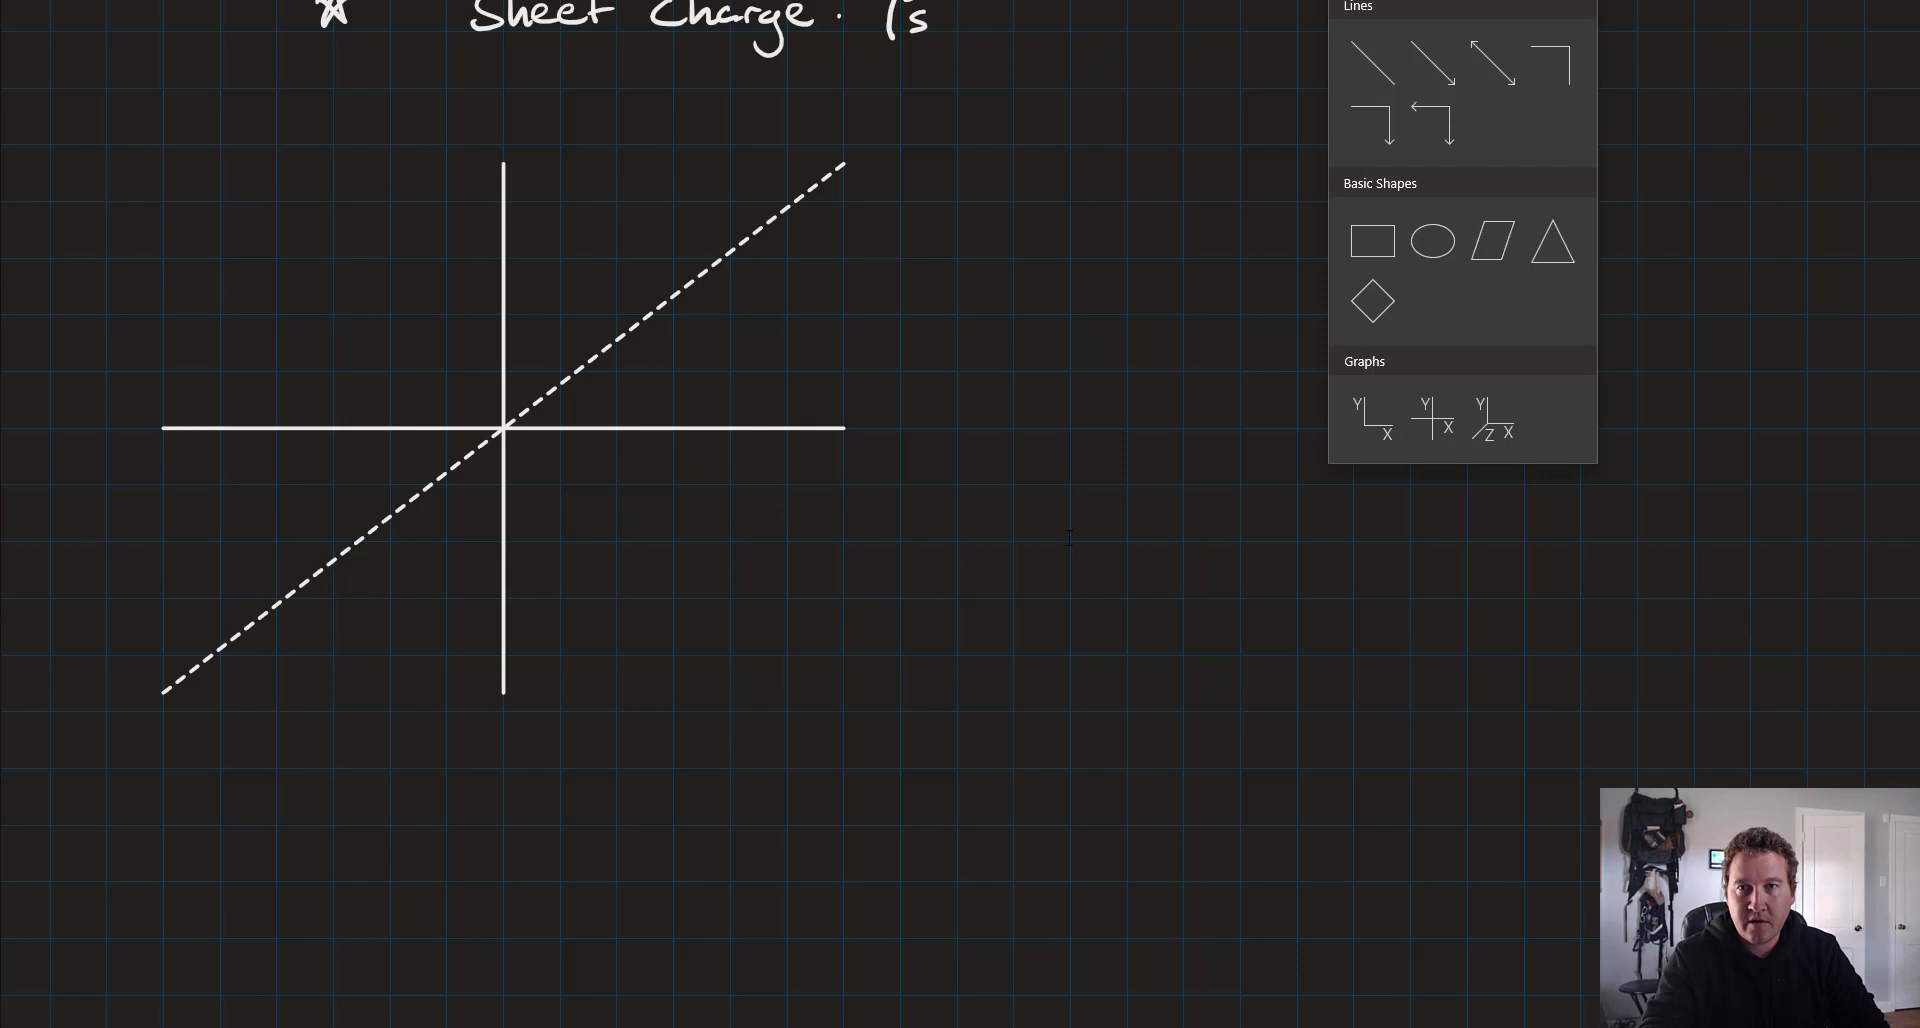 ☆ Sheet Charge: ρs
Lines
Basic Shapes
Graphs
Y X Y X Y Z X